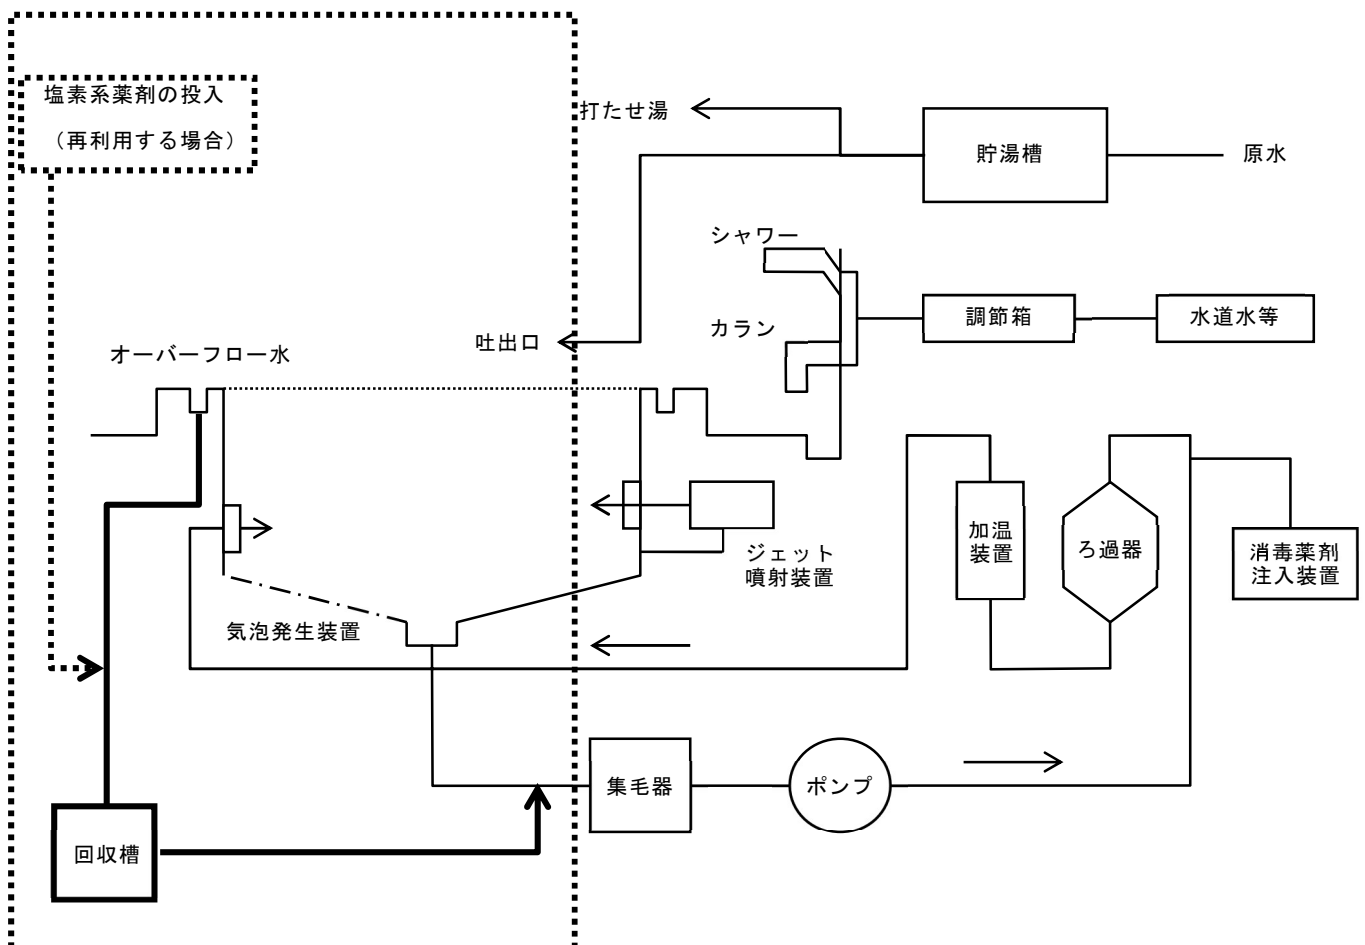 塩素系薬剤の投入
（再利用する場合）
打たせ湯
貯湯槽
原水
シャワー
カラン
調節箱
水道水等
吐出口
オーバーフロー水
ジェット
噴射装置
加温
装置
ろ過器
消毒薬剤
注入装置
気泡発生装置
集毛器
ポンプ
回収槽